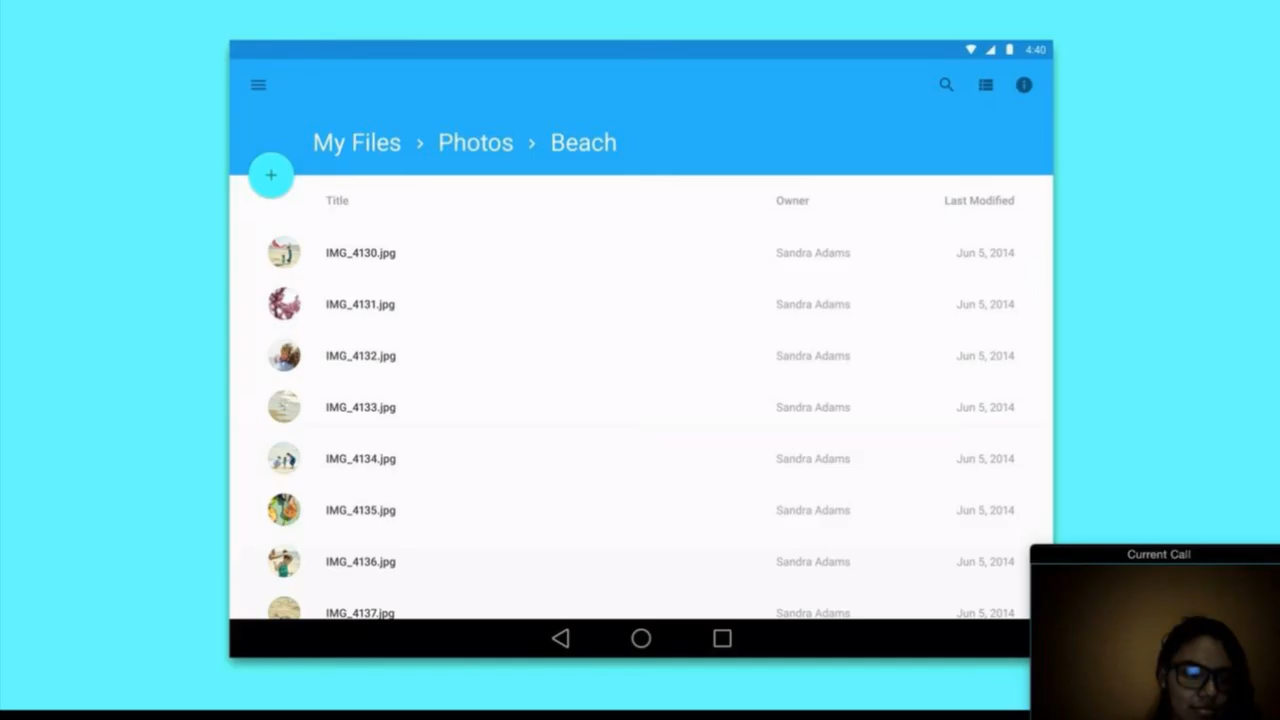 4:40
My Files › Photos › Beach
Title Owner Last Modified
IMG_4130.jpg Sandra Adams Jun 5, 2014
IMG_4131.jpg Sandra Adams Jun 5, 2014
IMG_4132.jpg Sandra Adams Jun 5, 2014
IMG_4133.jpg Sandra Adams Jun 5, 2014
IMG_4134.jpg Sandra Adams Jun 5, 2014
IMG_4135.jpg Sandra Adams Jun 5, 2014
IMG_4136.jpg Sandra Adams Jun 5, 2014
IMG_4137.jpg Sandra Adams Jun 5, 2014
Current Call